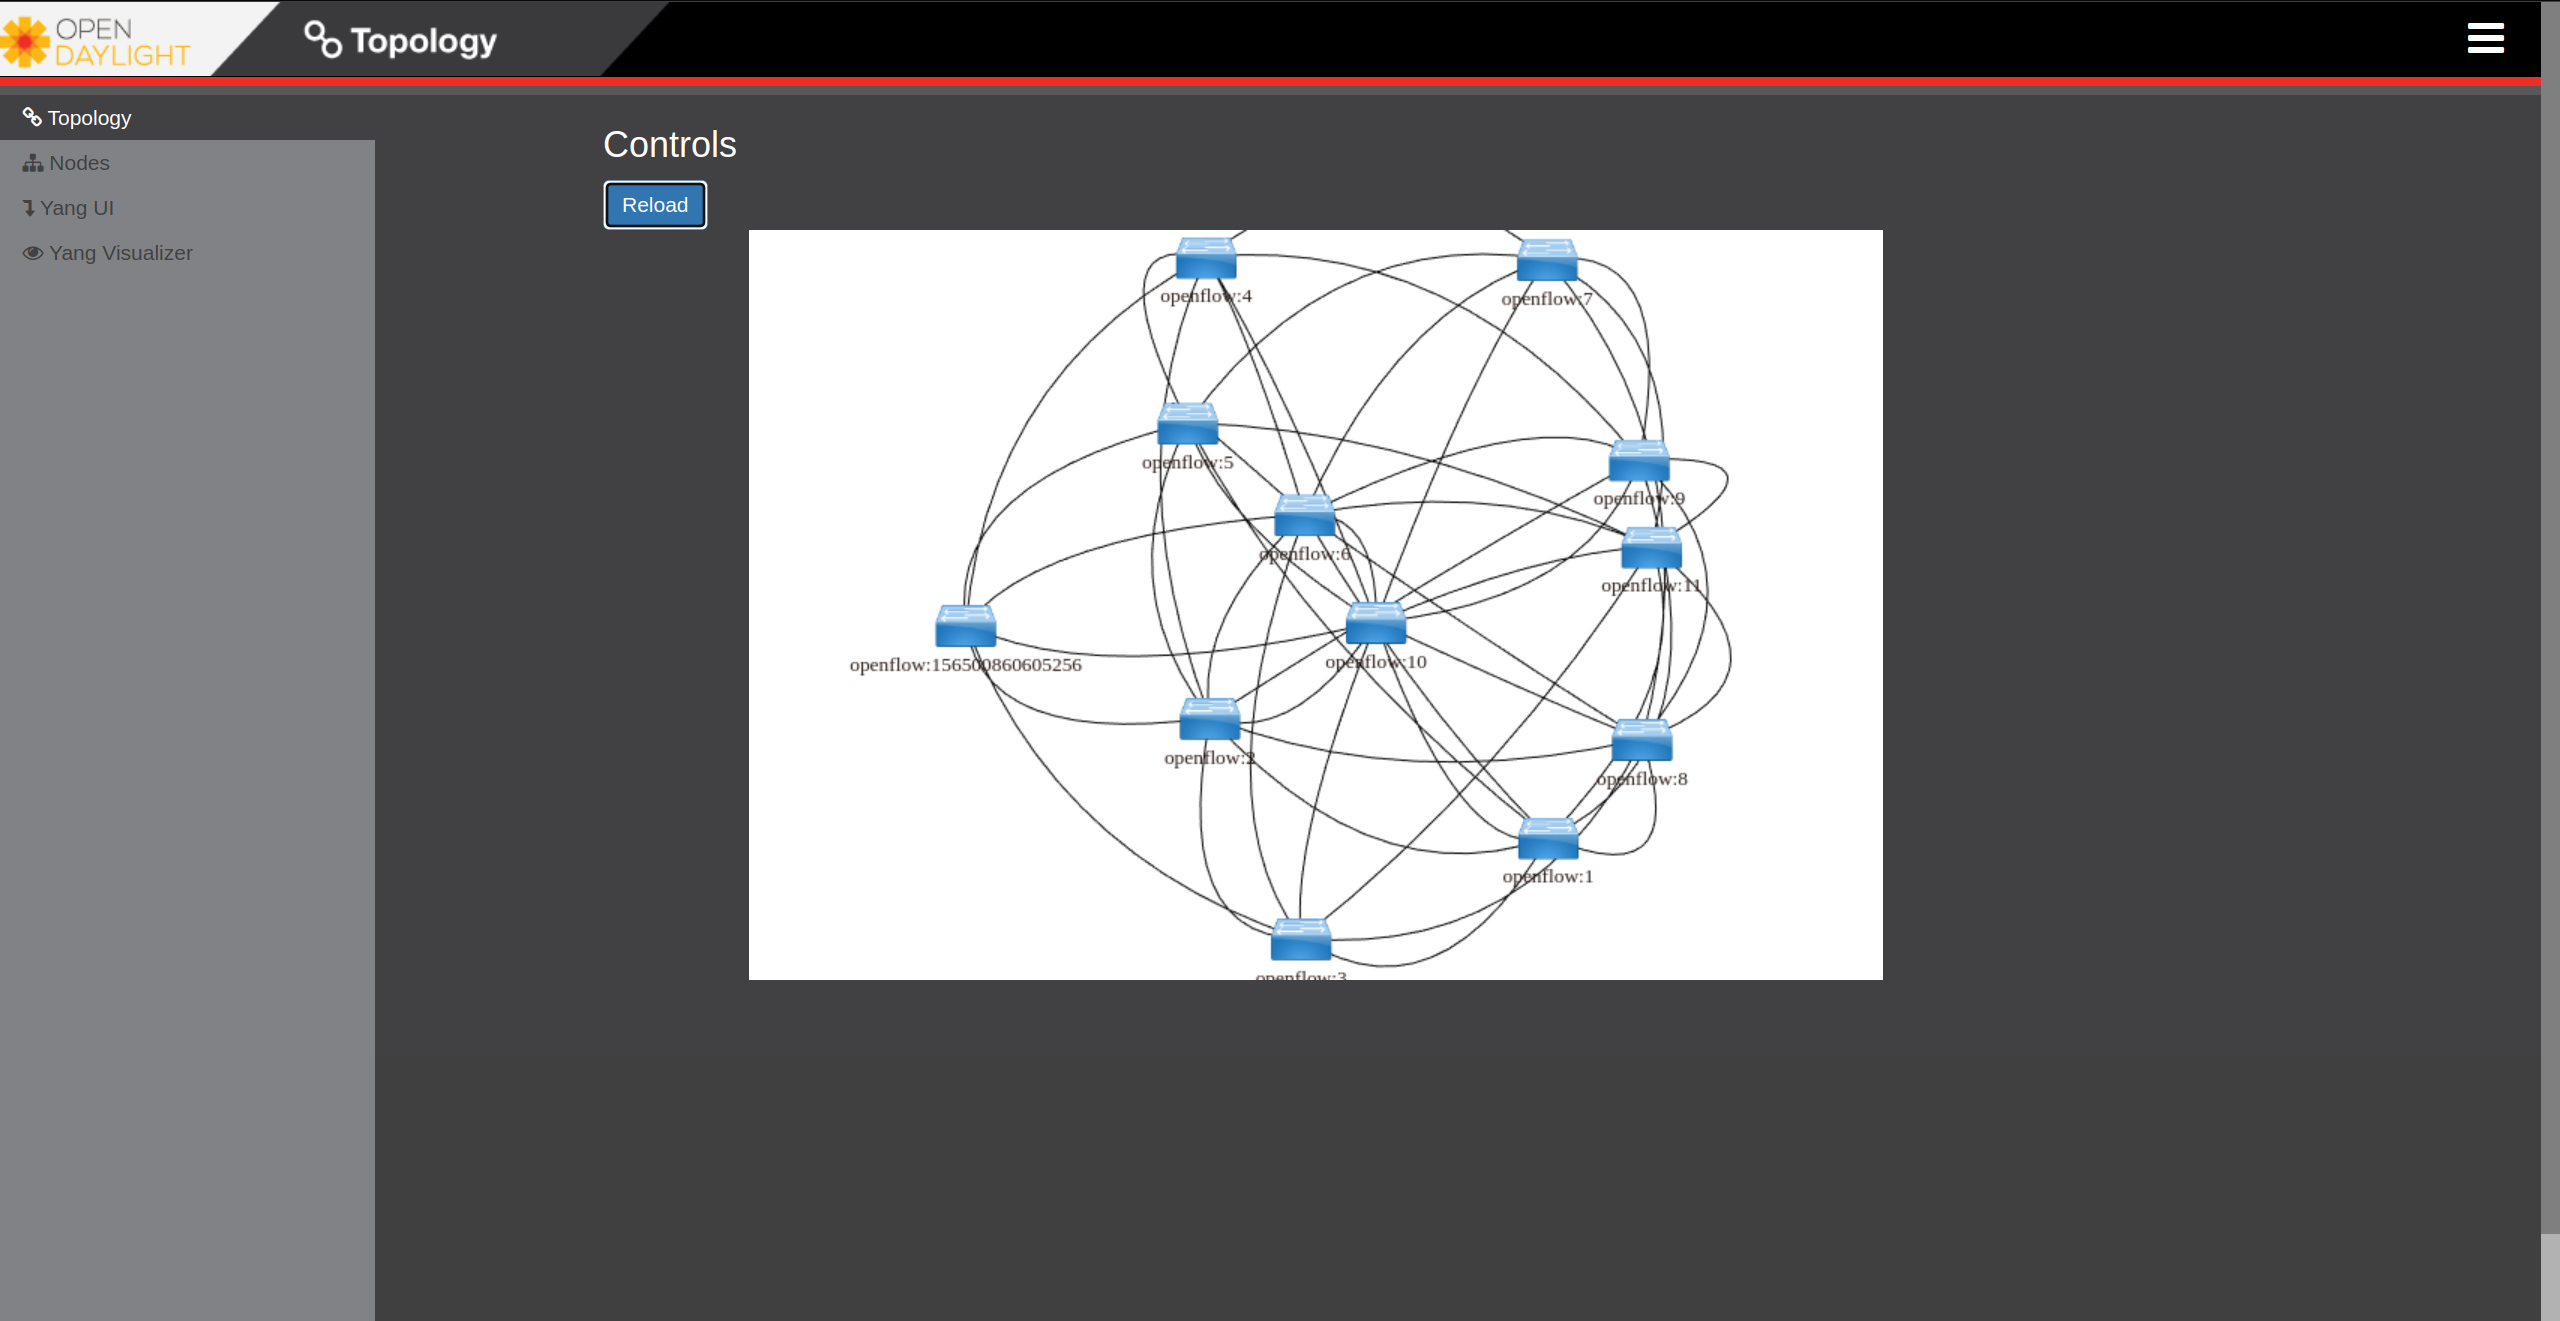 OPEN
DAYLIGHT
Topology
Topology
Nodes
Yang UI
Yang Visualizer
Controls
Reload
openflow:4
openflow:7
openflow:5
openflow:9
openflow:6
openflow:11
openflow:156500860605256
openflow:10
openflow:2
openflow:8
openflow:1
openflow:3